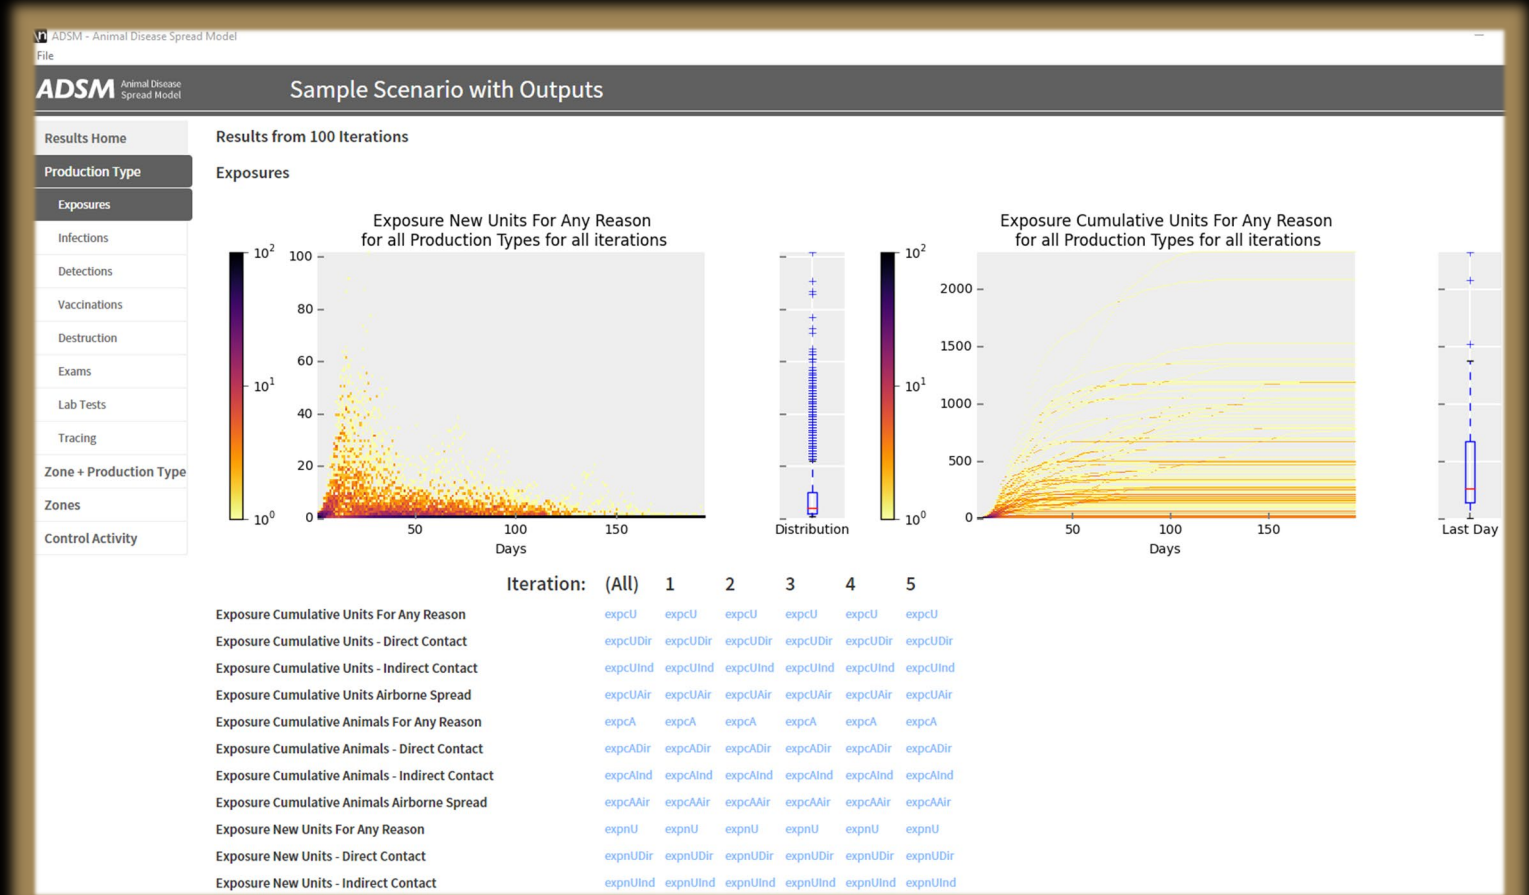 ADSM - Animal Disease Spread Model
File
ADSM Animal Disease
Spread Model
Sample Scenario with Outputs
Results Home
Production Type
Exposures
Infections
Detections
Vaccinations
Destruction
Exams
Lab Tests
Tracing
Zone + Production Type
Zones
Control Activity
Results from 100 Iterations
Exposures
Exposure New Units For Any Reason
for all Production Types for all iterations
10²
10¹
10⁰
100
80
60
40
20
0
50 100 150
Days
Distribution
Exposure Cumulative Units For Any Reason
for all Production Types for all iterations
10²
10¹
10⁰
2000
1500
1000
500
0
50 100 150
Days
Last Day
Iteration: (All) 1 2 3 4 5
Exposure Cumulative Units For Any Reason expcU expcU expcU expcU expcU expcU
Exposure Cumulative Units - Direct Contact expcUDir expcUDir expcUDir expcUDir expcUDir expcUDir
Exposure Cumulative Units - Indirect Contact expcUInd expcUInd expcUInd expcUInd expcUInd expcUInd
Exposure Cumulative Units Airborne Spread expcUAir expcUAir expcUAir expcUAir expcUAir expcUAir
Exposure Cumulative Animals For Any Reason expcA expcA expcA expcA expcA expcA
Exposure Cumulative Animals - Direct Contact expcADir expcADir expcADir expcADir expcADir expcADir
Exposure Cumulative Animals - Indirect Contact expcAInd expcAInd expcAInd expcAInd expcAInd expcAInd
Exposure Cumulative Animals Airborne Spread expcAAir expcAAir expcAAir expcAAir expcAAir expcAAir
Exposure New Units For Any Reason expnU expnU expnU expnU expnU expnU
Exposure New Units - Direct Contact expnUDir expnUDir expnUDir expnUDir expnUDir expnUDir
Exposure New Units - Indirect Contact expnUInd expnUInd expnUInd expnUInd expnUInd expnUInd